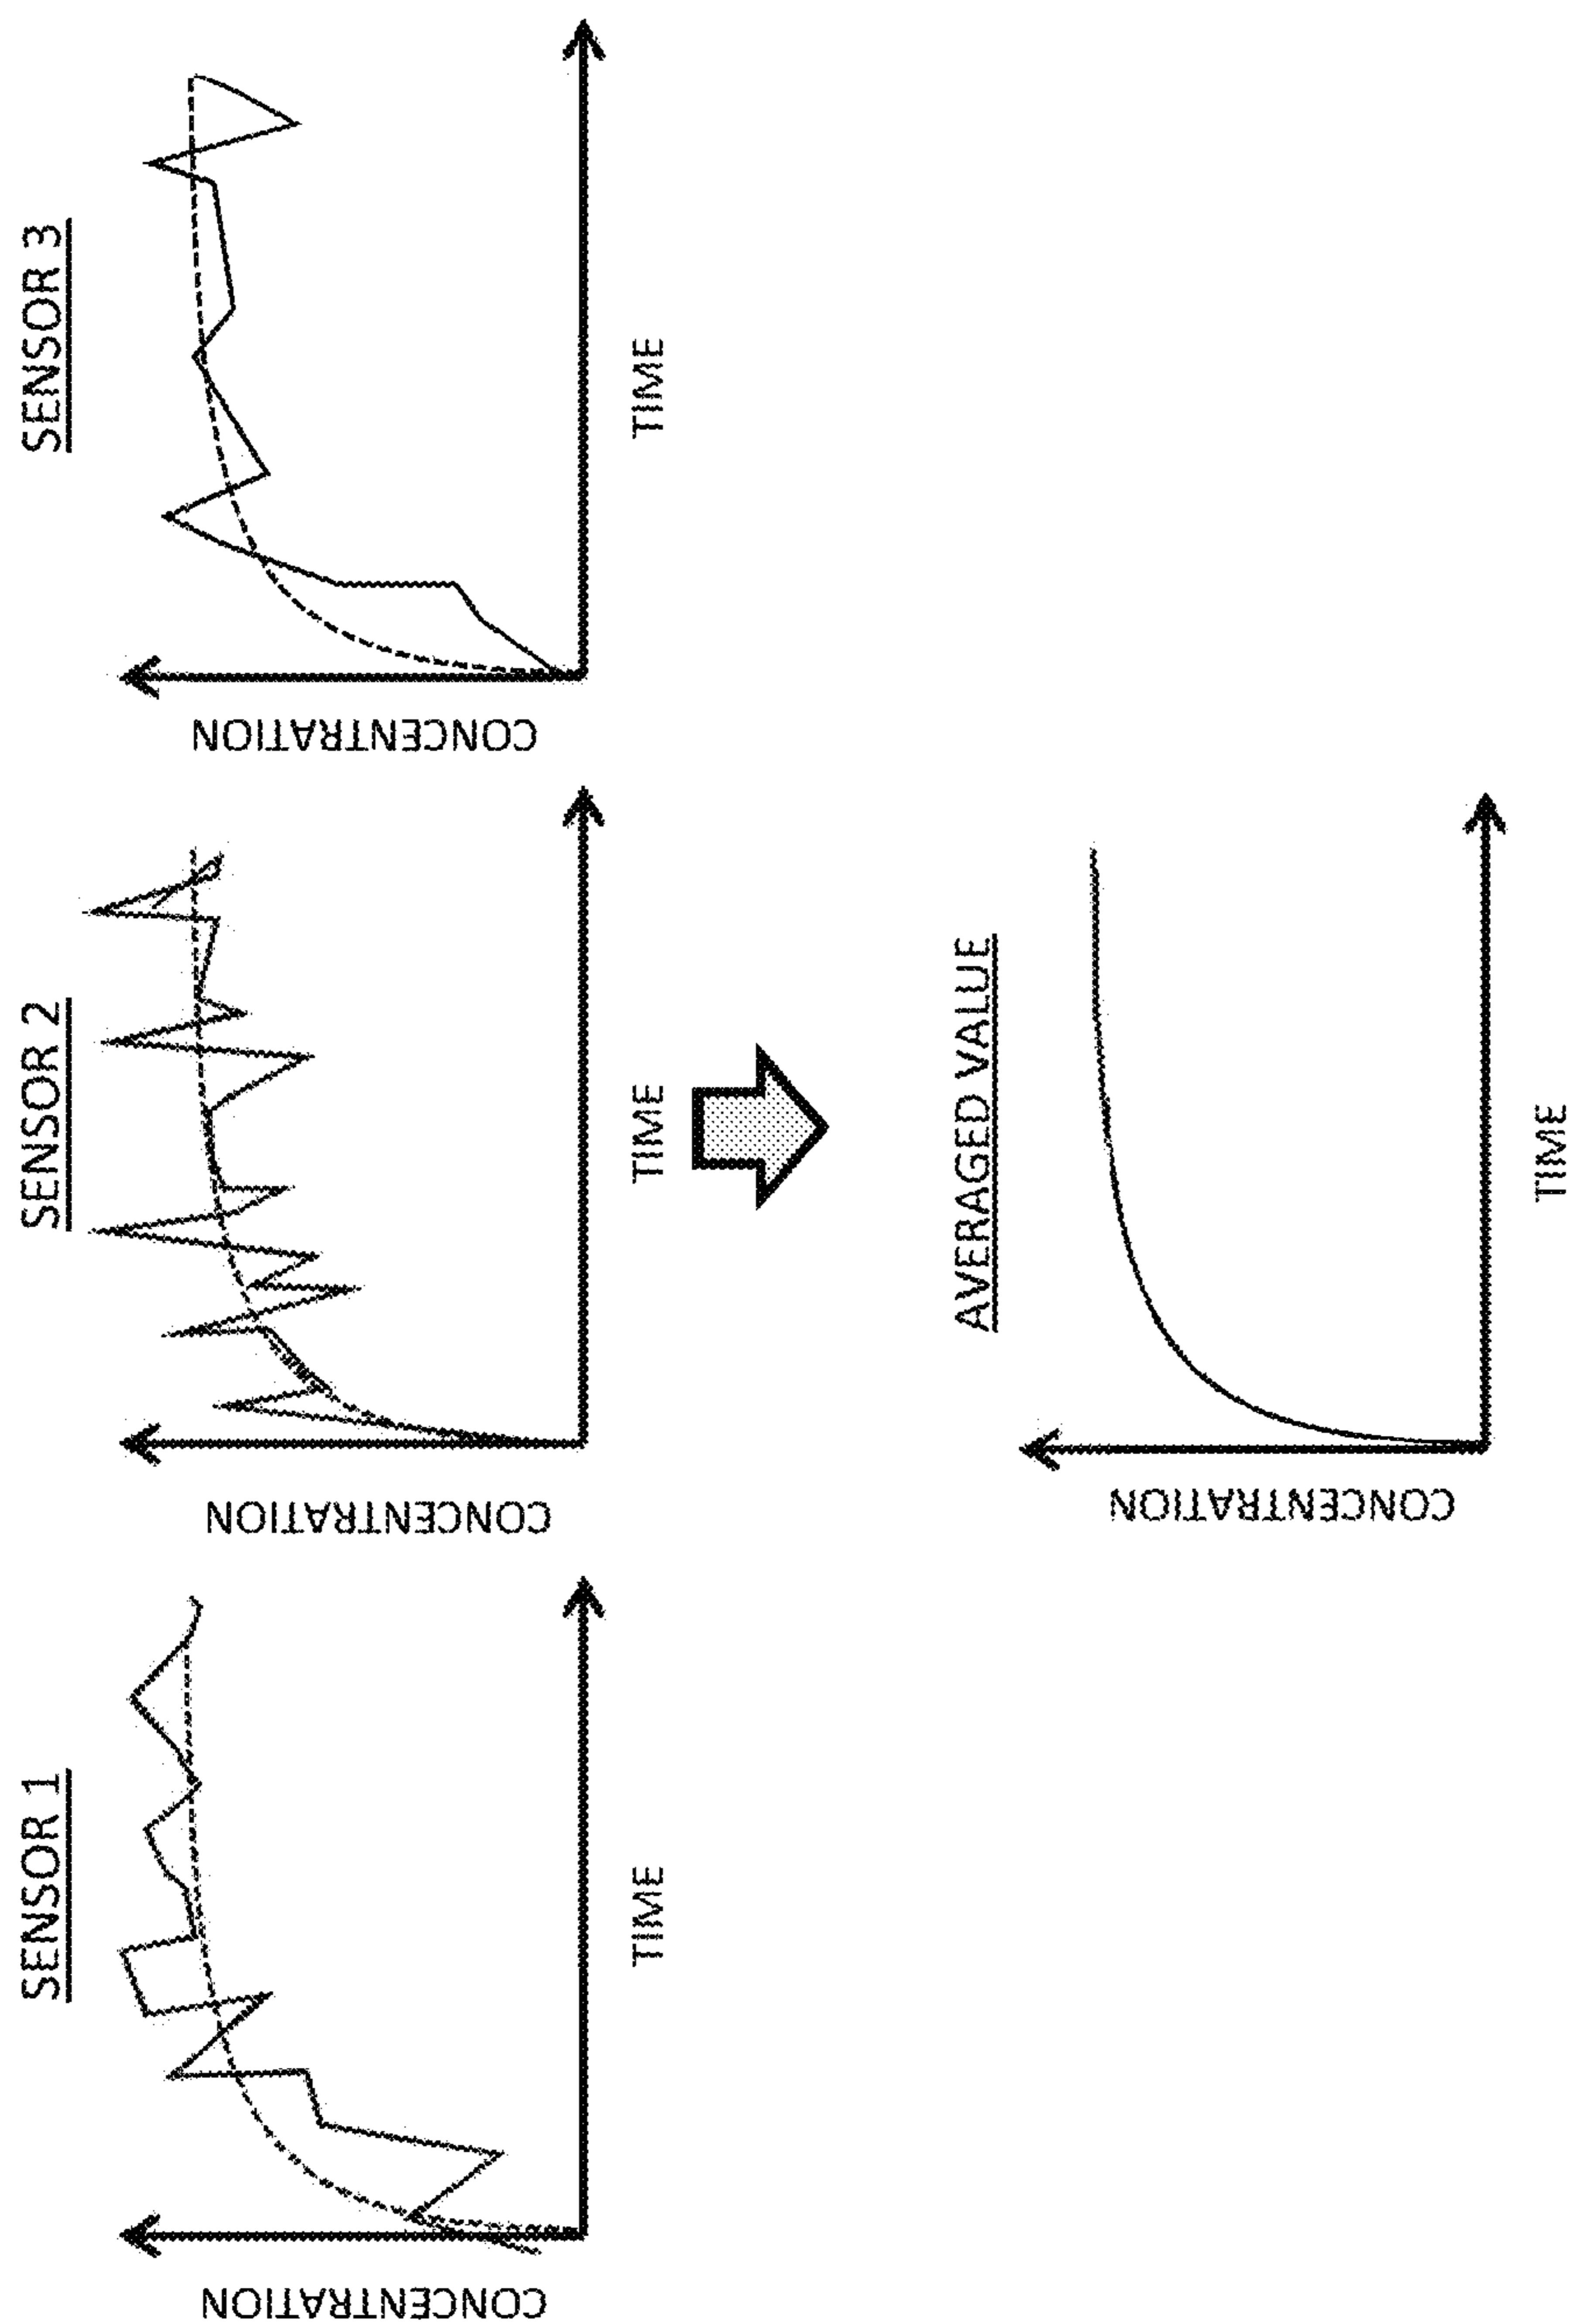 SENSOR 1
CONCENTRATION
TIME
SENSOR 2
CONCENTRATION
TIME
SENSOR 3
CONCENTRATION
TIME
AVERAGED VALUE
CONCENTRATION
TIME